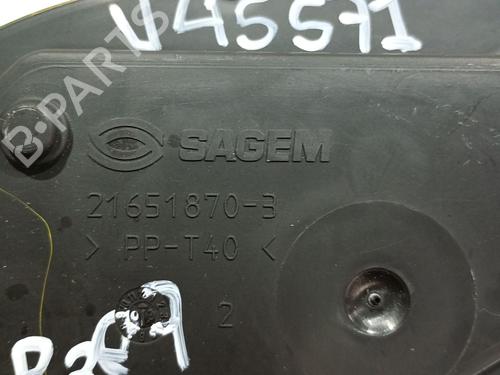 V45571
B-PARTS
SAGEM
21651870-3
> PP-T40 <
2